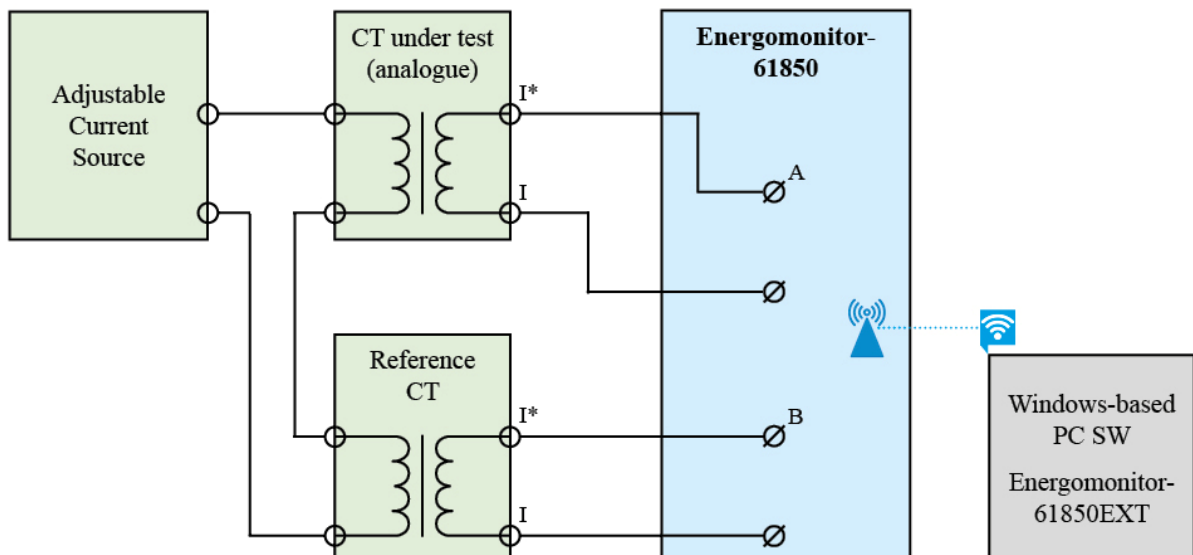 Adjustable
Current
Source
CT under test
(analogue)
I*
I
Energomonitor-
61850
A
Reference
CT
I*
I
B
Windows-based
PC SW
Energomonitor-
61850EXT